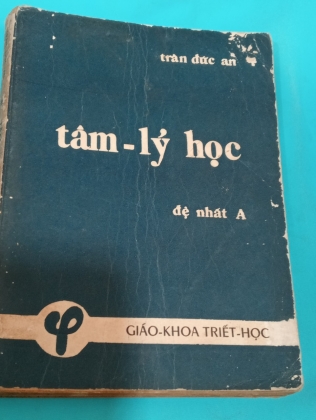 trần đức an
tâm-lý học
đệ nhất A
φ
GIÁO-KHOA TRIẾT-HỌC